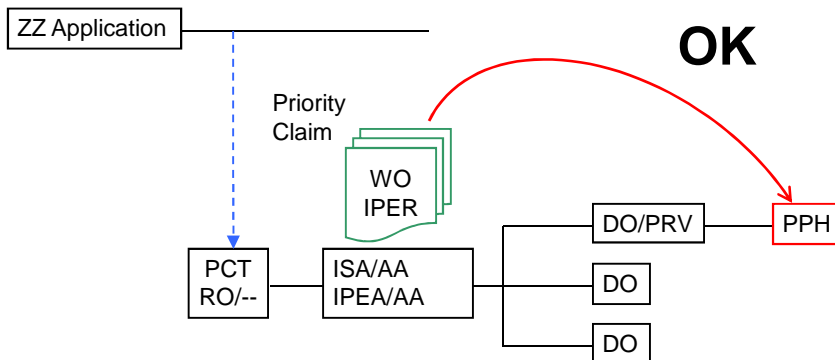 ZZ Application
OK
Priority
Claim
WO
IPER
DO/PRV
PPH
PCT
RO/--
ISA/AA
IPEA/AA
DO
DO